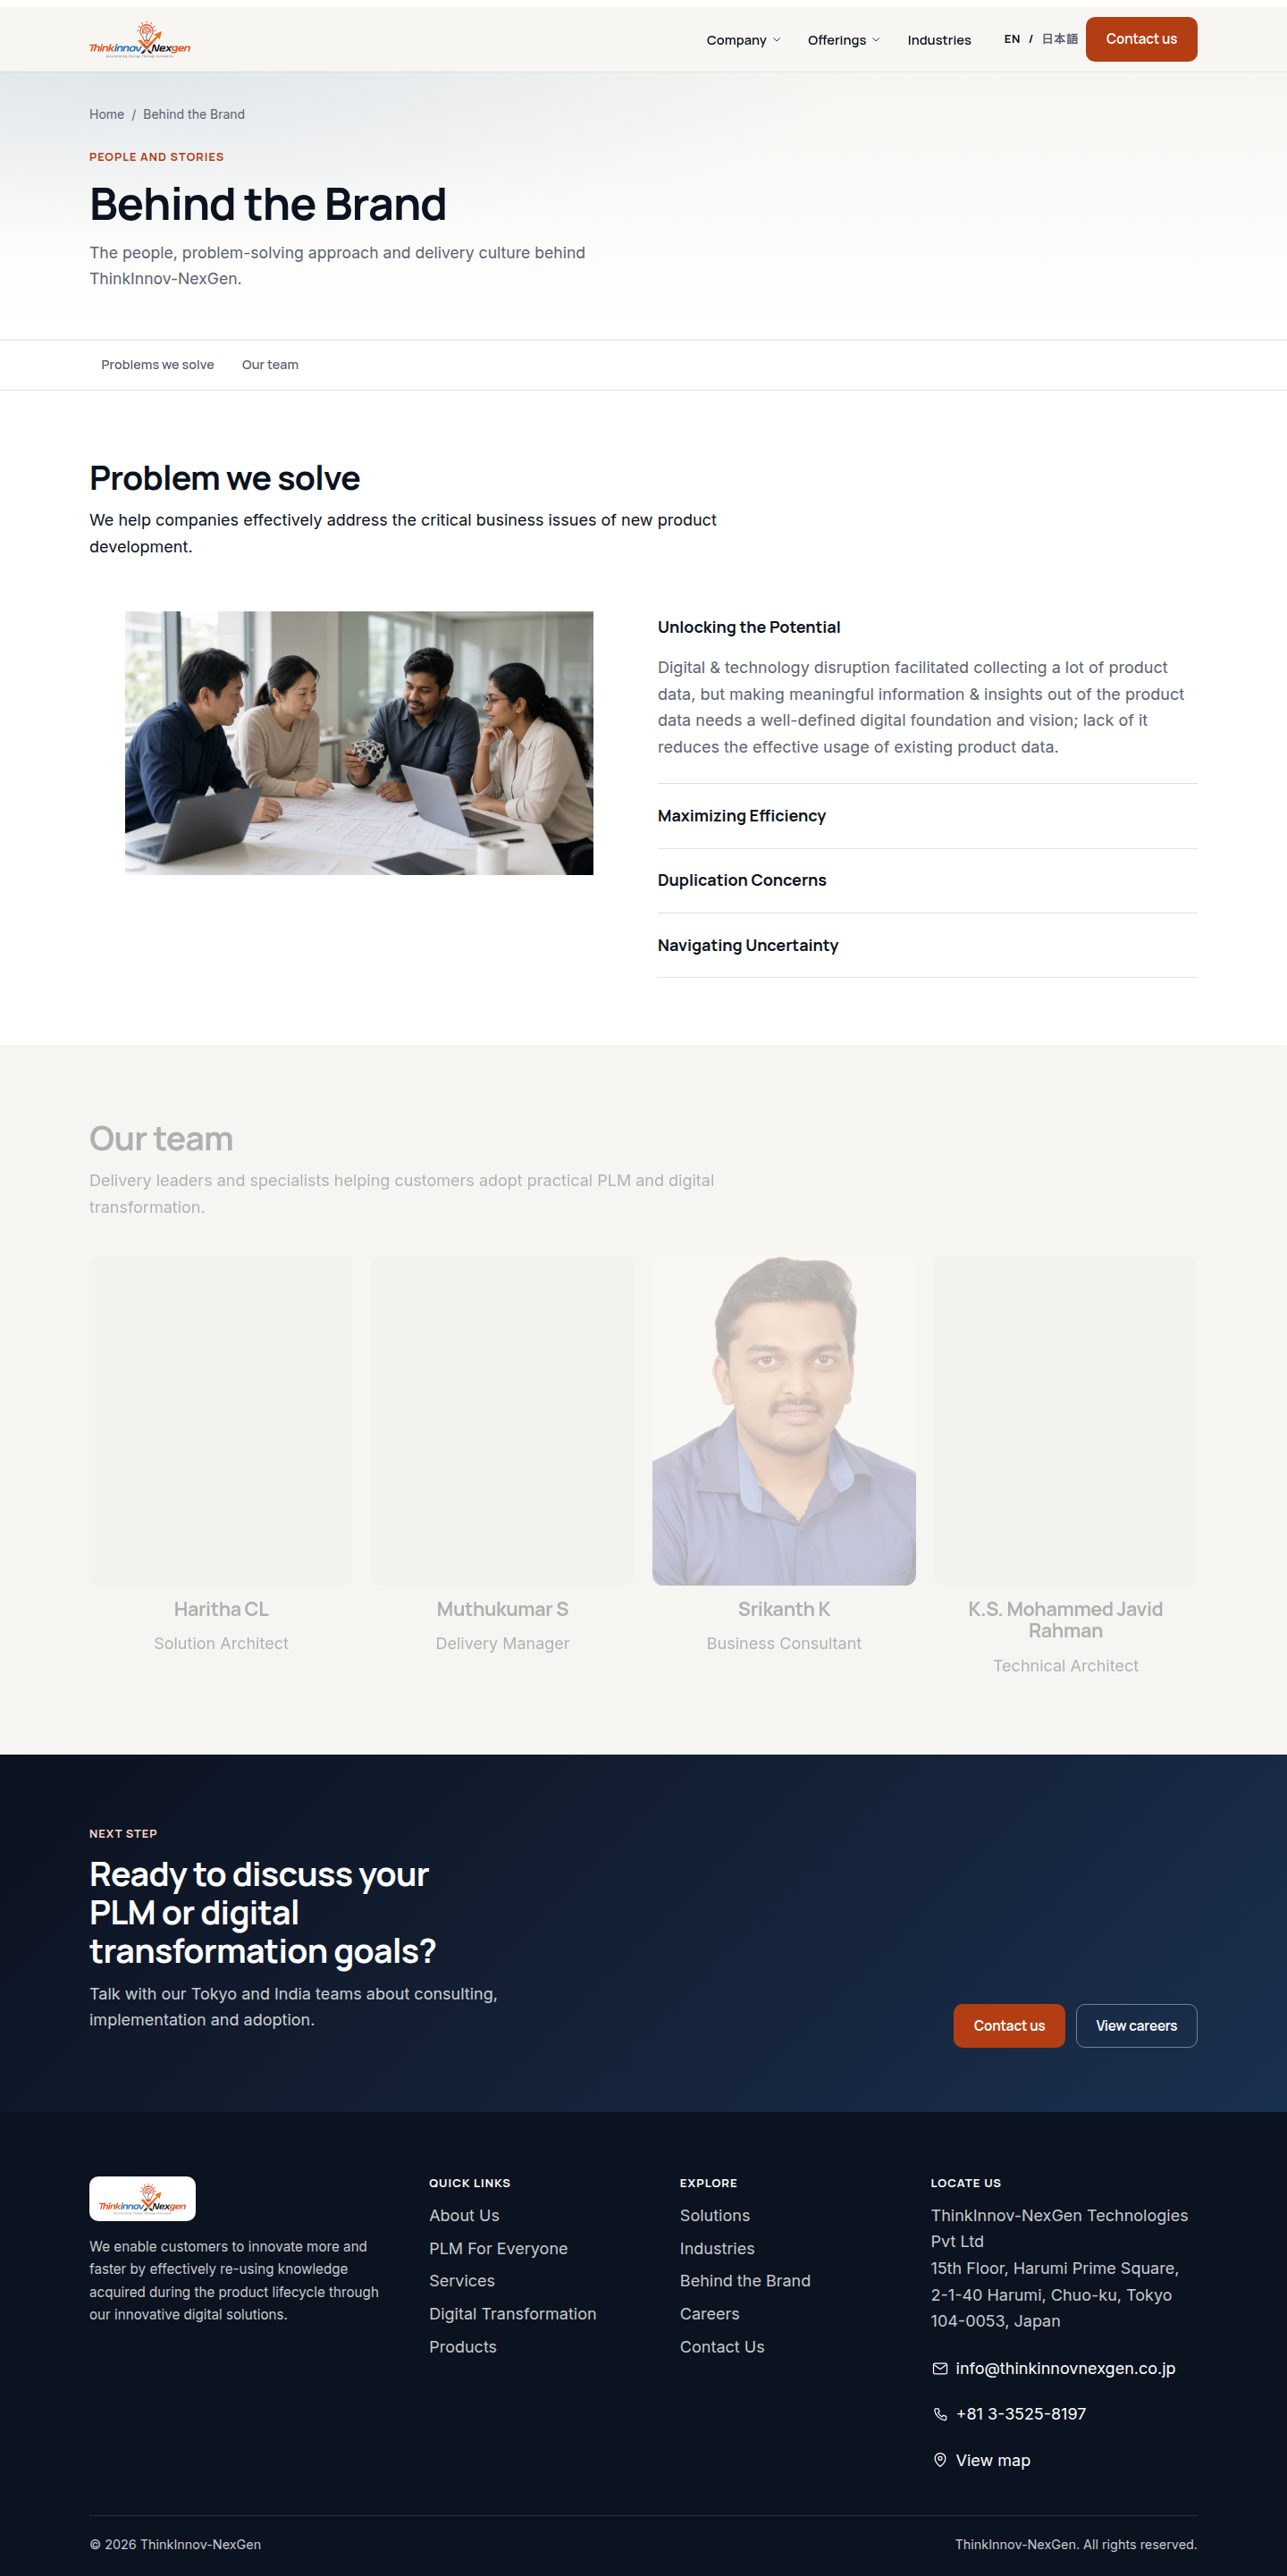 ThinkinnovXNexgen
Company
Offerings
Industries
EN / 日本語
Contact us
Home / Behind the Brand
PEOPLE AND STORIES
Behind the Brand
The people, problem-solving approach and delivery culture behind
ThinkInnov-NexGen.
Problems we solve
Our team
Problem we solve
We help companies effectively address the critical business issues of new product
development.
Unlocking the Potential
Digital & technology disruption facilitated collecting a lot of product
data, but making meaningful information & insights out of the product
data needs a well-defined digital foundation and vision; lack of it
reduces the effective usage of existing product data.
Maximizing Efficiency
Duplication Concerns
Navigating Uncertainty
Our team
Delivery leaders and specialists helping customers adopt practical PLM and digital
transformation.
Haritha CL
Solution Architect
Muthukumar S
Delivery Manager
Srikanth K
Business Consultant
K.S. Mohammed Javid
Rahman
Technical Architect
NEXT STEP
Ready to discuss your
PLM or digital
transformation goals?
Talk with our Tokyo and India teams about consulting,
implementation and adoption.
Contact us
View careers
ThinkinnovXNexgen
We enable customers to innovate more and
faster by effectively re-using knowledge
acquired during the product lifecycle through
our innovative digital solutions.
QUICK LINKS
About Us
PLM For Everyone
Services
Digital Transformation
Products
EXPLORE
Solutions
Industries
Behind the Brand
Careers
Contact Us
LOCATE US
ThinkInnov-NexGen Technologies
Pvt Ltd
15th Floor, Harumi Prime Square,
2-1-40 Harumi, Chuo-ku, Tokyo
104-0053, Japan
info@thinkinnovnexgen.co.jp
+81 3-3525-8197
View map
© 2026 ThinkInnov-NexGen
ThinkInnov-NexGen. All rights reserved.